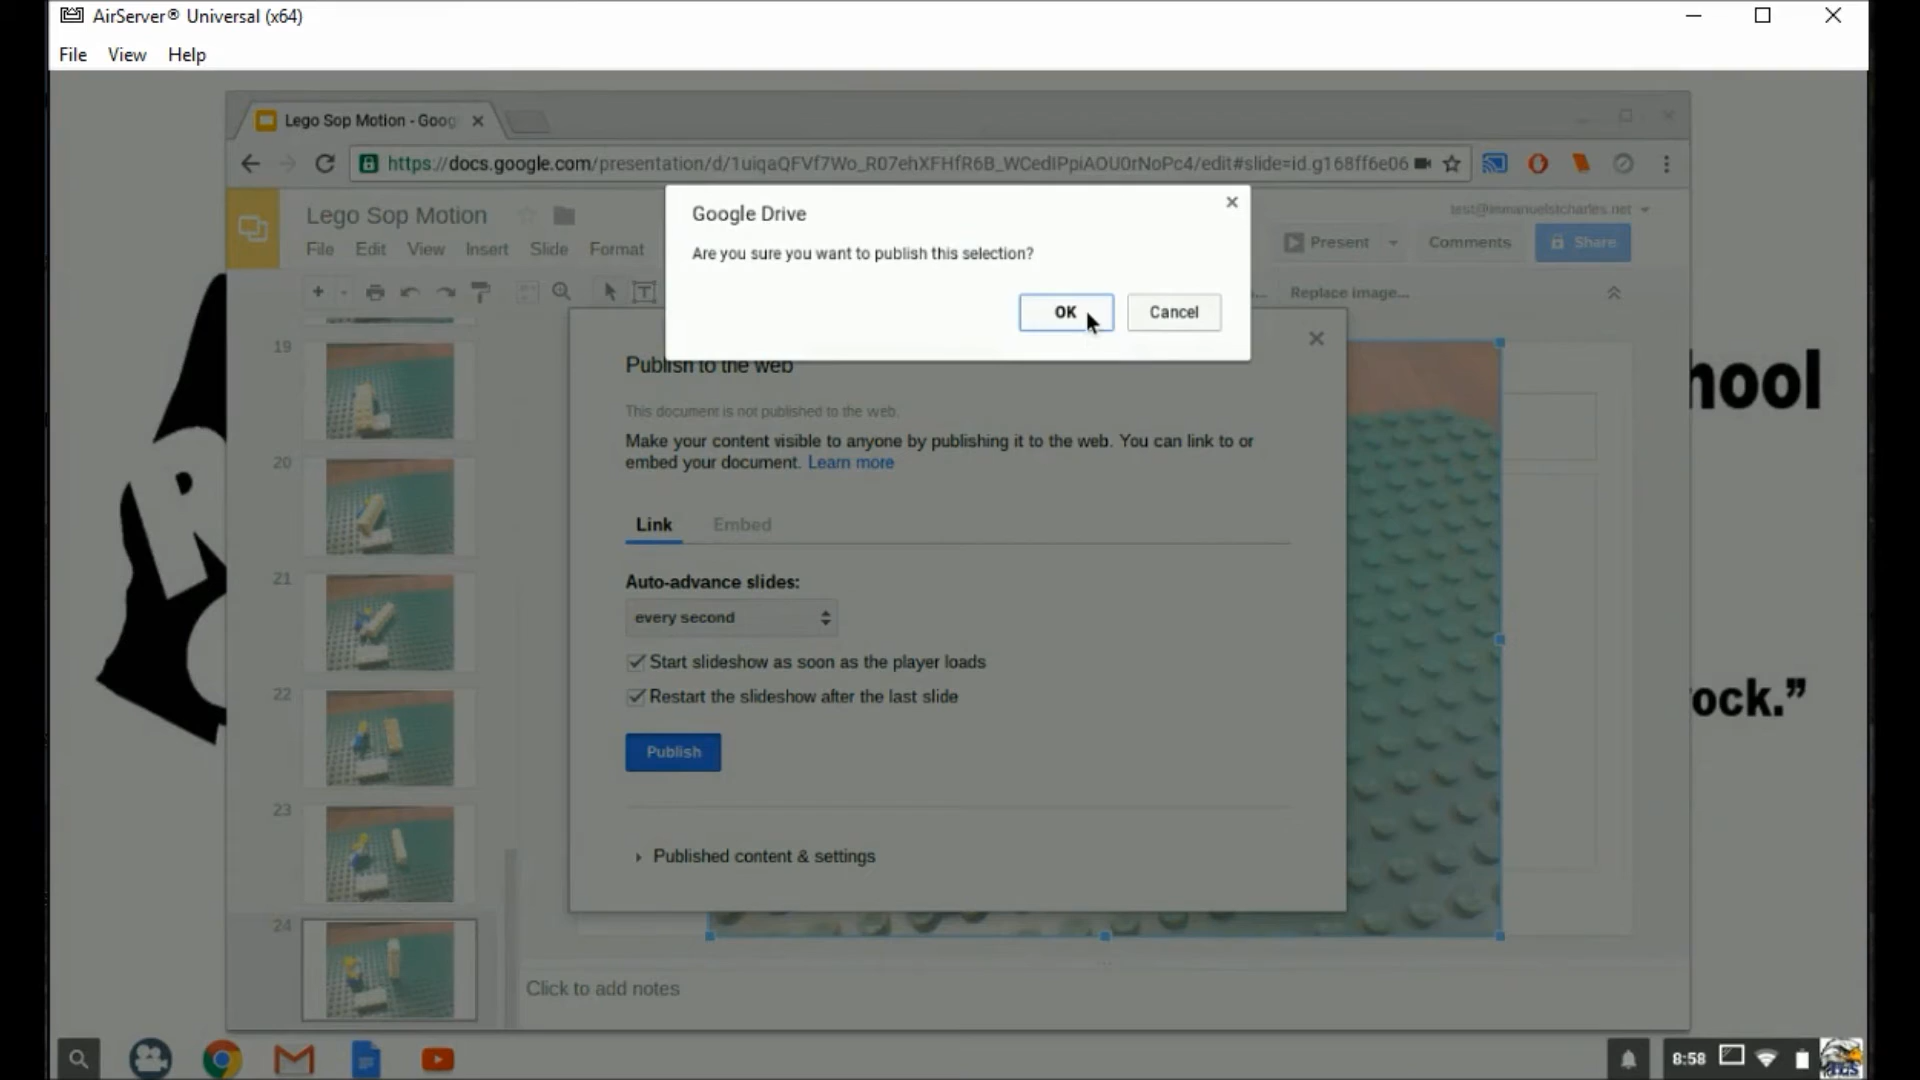 AirServer® Universal (x64)
File View Help
Lego Sop Motion - Goog
https://docs.google.com/presentation/d/1uiqaQFVf7Wo_R07ehXFHfR6B_WCedIPpiAOU0rNoPc4/edit#slide=id.g168ff6e06
Lego Sop Motion
test@immanuelstcharles.net
File Edit View Insert Slide Format
Present Comments Share
Google Drive
Are you sure you want to publish this selection?
OK Cancel
Replace image...
Publish to the web
This document is not published to the web.
Make your content visible to anyone by publishing it to the web. You can link to or
embed your document. Learn more
Link Embed
Auto-advance slides:
every second
Start slideshow as soon as the player loads
Restart the slideshow after the last slide
Publish
Published content & settings
19
20
21
22
23
24
Click to add notes
hool
ock.”
8:58